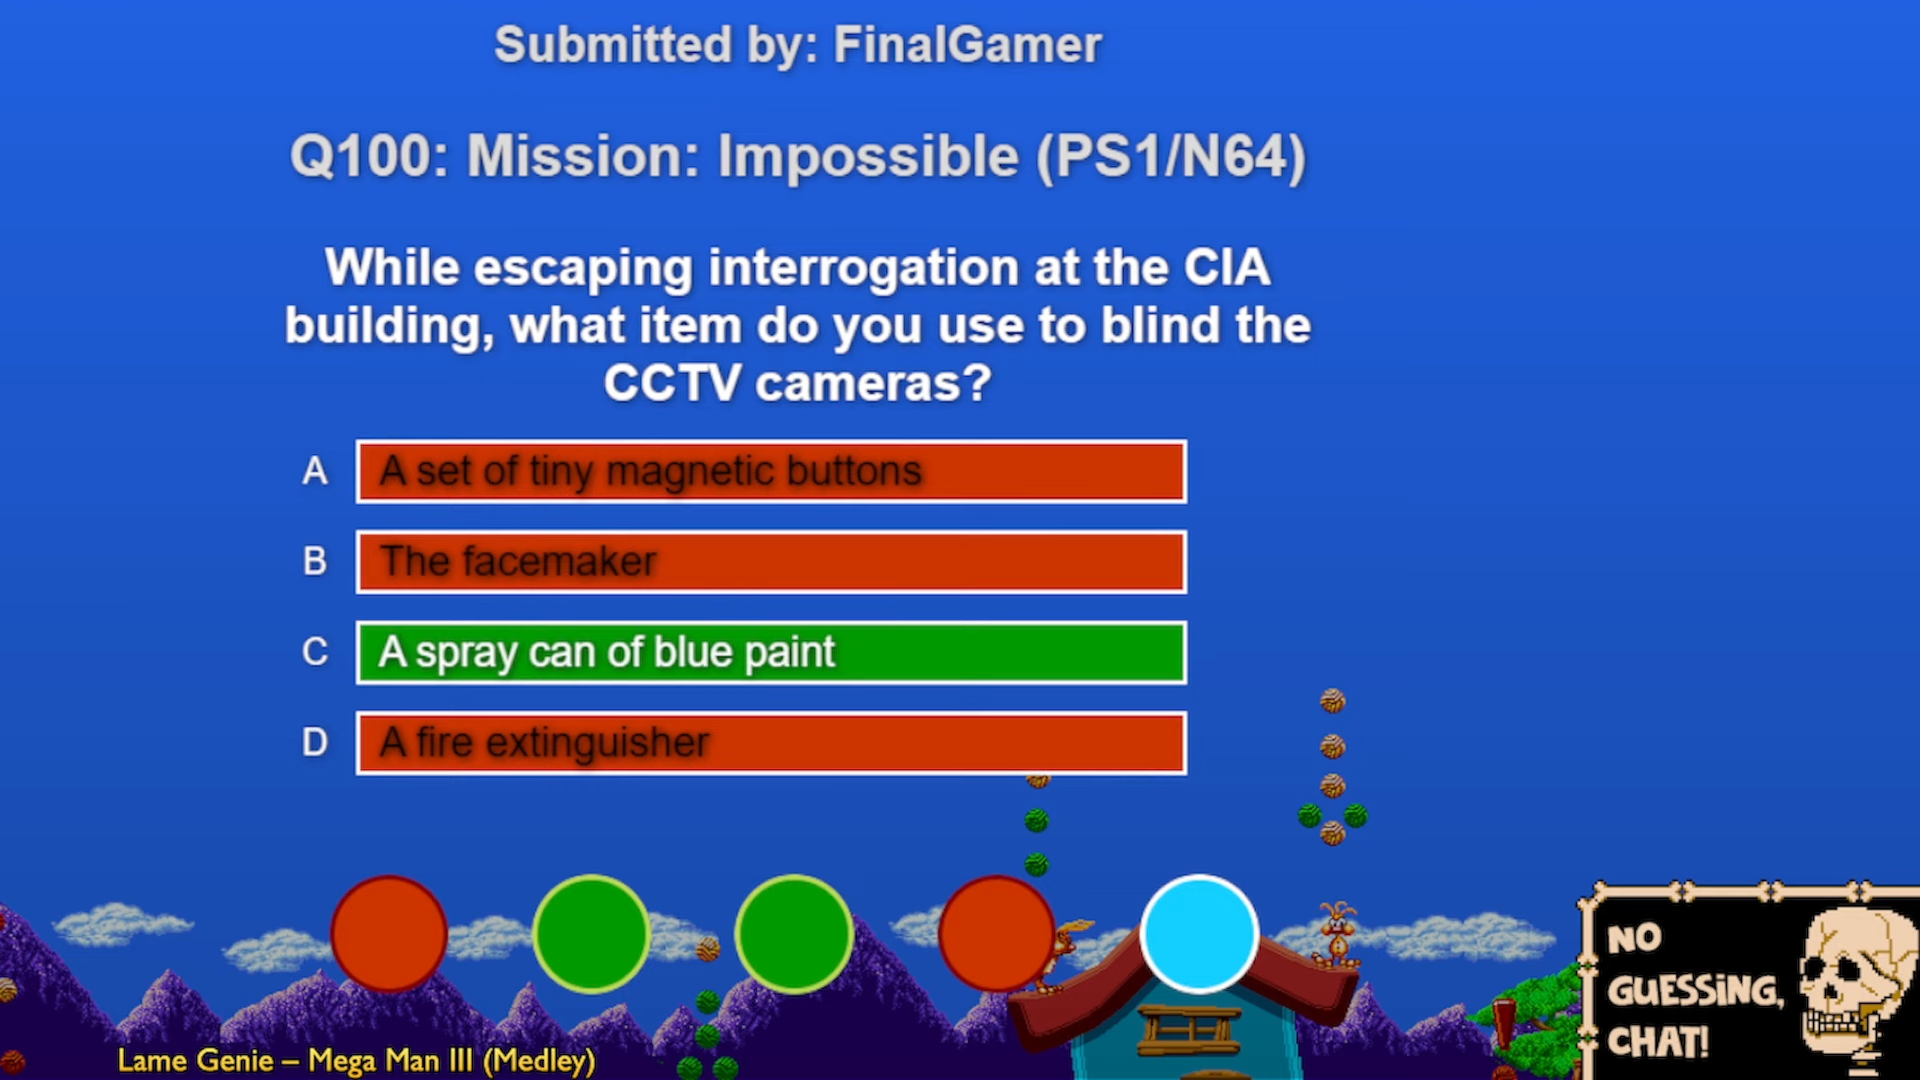 Submitted by: FinalGamer
Q100: Mission: Impossible (PS1/N64)
While escaping interrogation at the CIA
building, what item do you use to blind the
CCTV cameras?
A A set of tiny magnetic buttons
B The facemaker
C A spray can of blue paint
D A fire extinguisher
NO
GUESSiNG,
CHAT!
Lame Genie – Mega Man III (Medley)